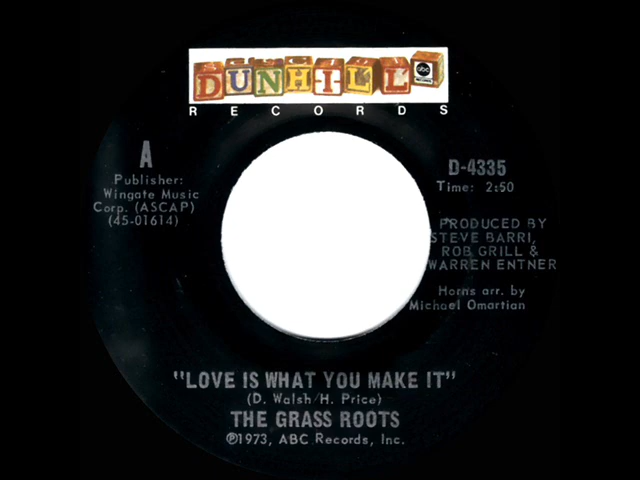 DUNHILL
abc
RECORDS
RECORDS
A
Publisher:
Wingate Music
Corp. (ASCAP)
(45-01614)
D-4335
Time: 2:50
PRODUCED BY
STEVE BARRI,
ROB GRILL &
WARREN ENTNER
Horns arr. by
Michael Omartian
"LOVE IS WHAT YOU MAKE IT"
(D. Walsh/H. Price)
THE GRASS ROOTS
℗1973, ABC Records, Inc.